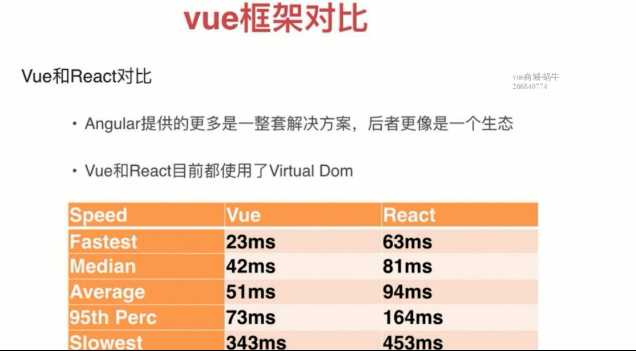 vue框架对比
Vue和React对比
vue商城-蜗牛
266840774
• Angular提供的更多是一整套解决方案，后者更像是一个生态
• Vue和React目前都使用了Virtual Dom
Speed Vue React
Fastest 23ms 63ms
Median 42ms 81ms
Average 51ms 94ms
95th Perc 73ms 164ms
Slowest 343ms 453ms